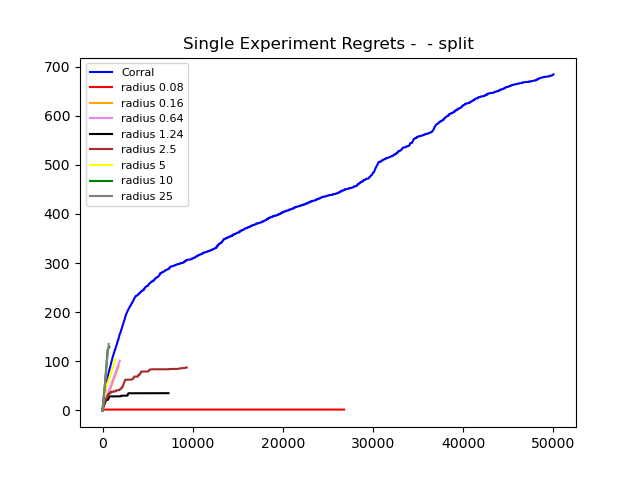 Single Experiment Regrets -  - split
Corral
radius 0.08
radius 0.16
radius 0.64
radius 1.24
radius 2.5
radius 5
radius 10
radius 25
700
600
500
400
300
200
100
0
0 10000 20000 30000 40000 50000